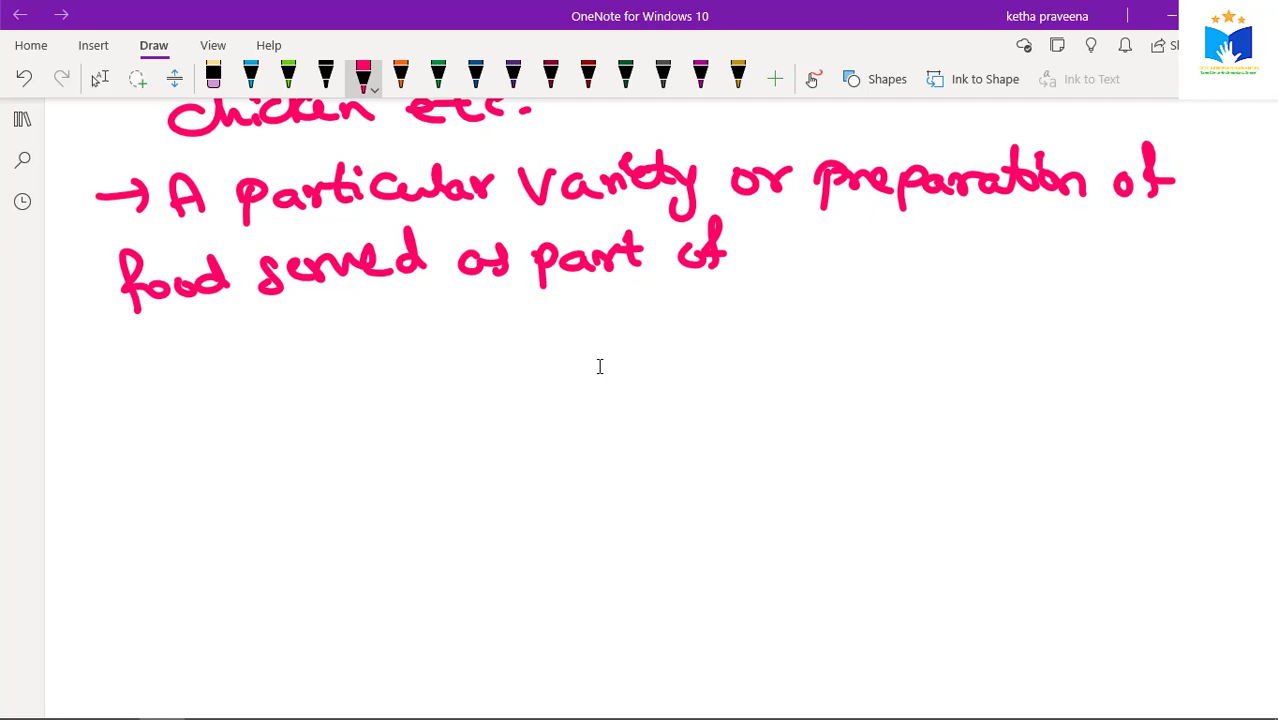 OneNote for Windows 10
ketha praveena
Home Insert Draw View Help
Shapes
Ink to Shape
Ink to Text
chicken etc.
→ A particular variety or preparation of
food served as part of